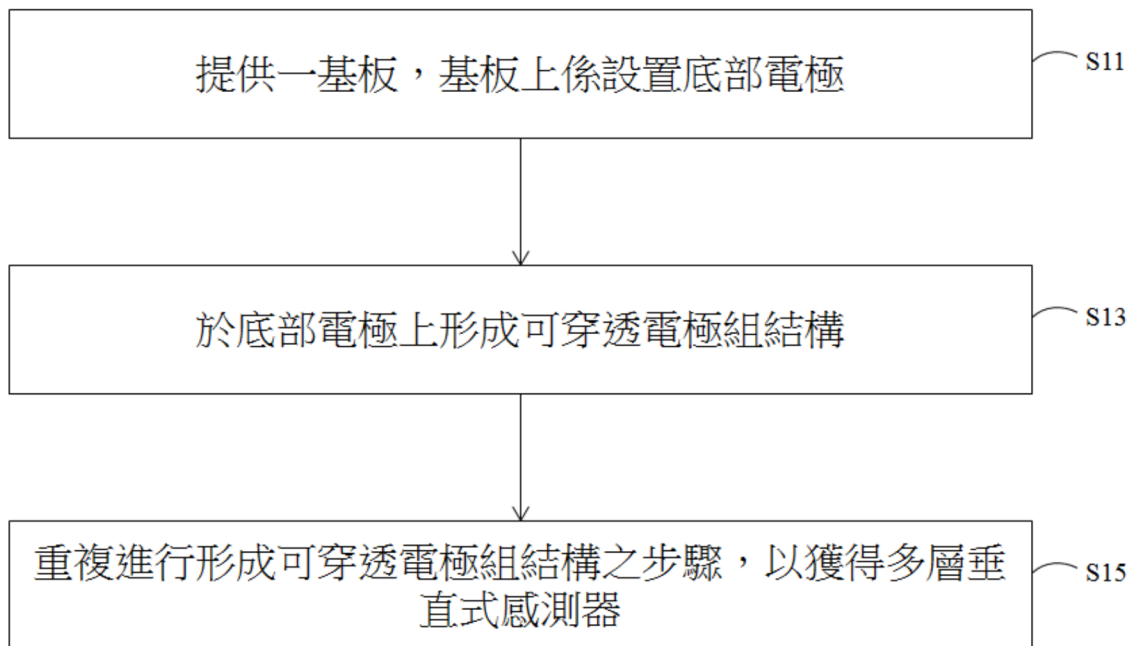 提供一基板，基板上係設置底部電極
S11
於底部電極上形成可穿透電極組結構
S13
重複進行形成可穿透電極組結構之步驟，以獲得多層垂
直式感測器
S15